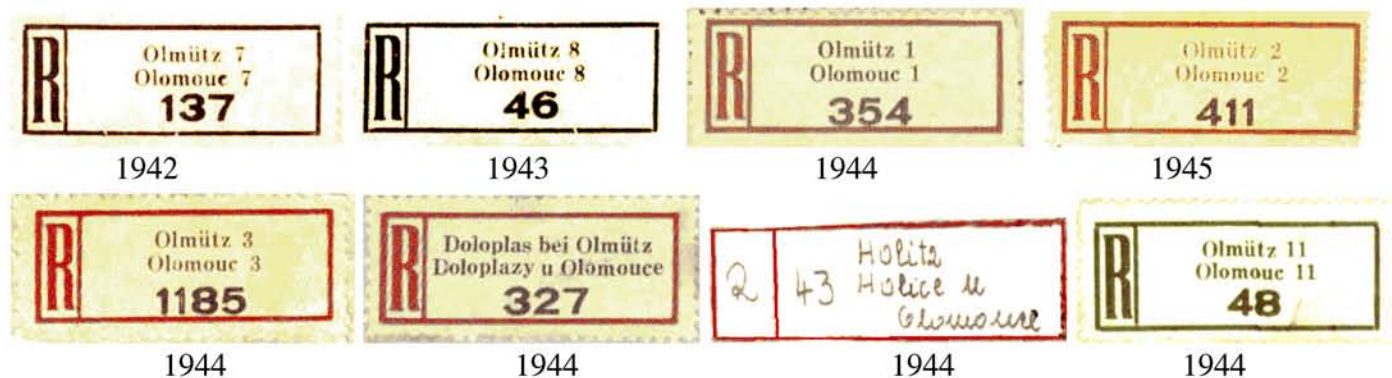 R
Olmütz 7
Olomouc 7
137
R
Olmütz 8
Olomouc 8
46
R
Olmütz 1
Olomouc 1
354
R
Olmütz 2
Olomouc 2
411
1942
1943
1944
1945
R
Olmütz 3
Olomouc 3
1185
R
Doloplas bei Olmütz
Doloplazy u Olomouce
327
R
43 Holitz
Holice u
Olomouce
R
Olmütz 11
Olomouc 11
48
1944
1944
1944
1944